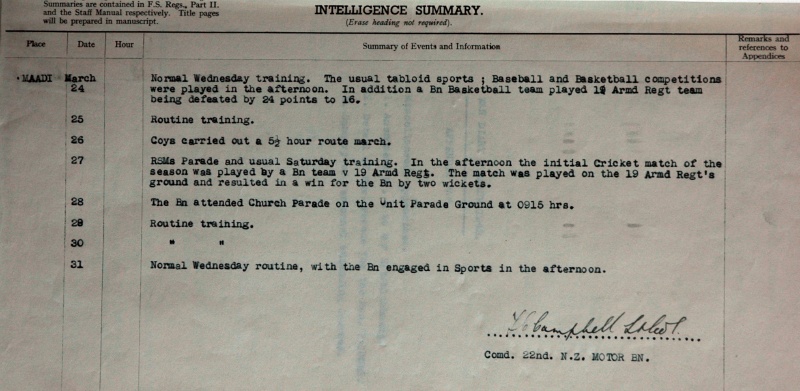 Summaries are contained in F.S. Regs., Part II.
and the Staff Manual respectively. Title pages
will be prepared in manuscript.
INTELLIGENCE SUMMARY.
(Erase heading not required).
Place
Date
Hour
Summary of Events and Information
Remarks and
references to
Appendices
MAADI March
24 Normal Wednesday training. The usual tabloid sports ; Baseball and Basketball competitions
were played in the afternoon. In addition a Bn Basketball team played 19 Armd Regt team
being defeated by 24 points to 16.
25 Routine training.
26 Coys carried out a 5½ hour route march.
27 RSMs Parade and usual Saturday training. In the afternoon the initial Cricket match of the
season was played by a Bn team v 19 Armd Regt. The match was played on the 19 Armd Regt's
ground and resulted in a win for the Bn by two wickets.
28 The Bn attended Church Parade on the Unit Parade Ground at 0915 hrs.
29 Routine training.
30 " "
31 Normal Wednesday routine, with the Bn engaged in Sports in the afternoon.
Campbell
Comd. 22nd. N.Z. MOTOR BN.